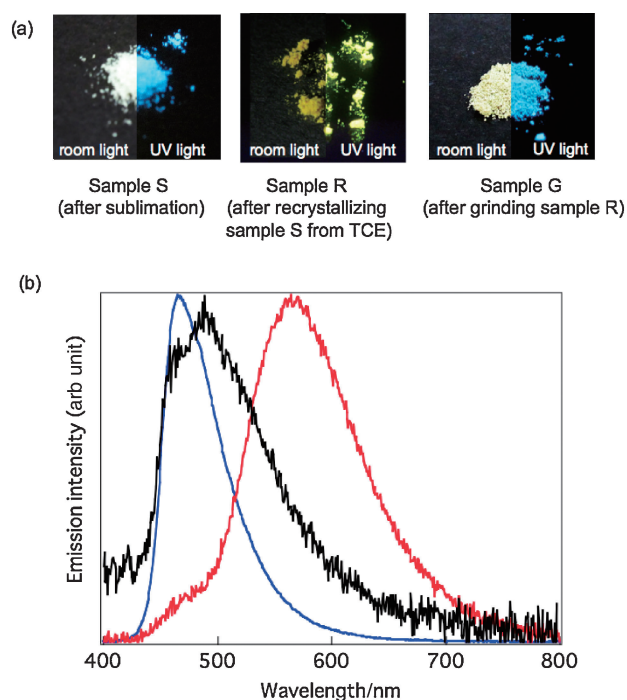 (a)
room light UV light
room light UV light
room light UV light
Sample S
(after sublimation)
Sample R
(after recrystallizing
sample S from TCE)
Sample G
(after grinding sample R)
(b)
Emission intensity (arb unit)
400 500 600 700 800
Wavelength/nm